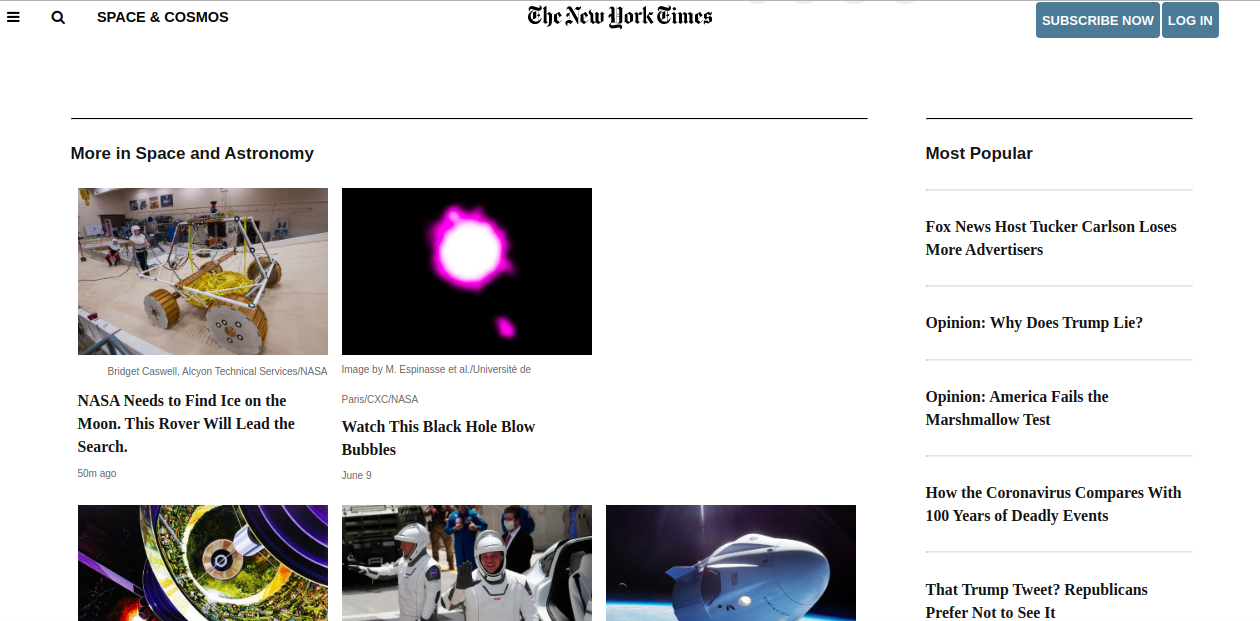 SPACE & COSMOS
The New York Times
SUBSCRIBE NOW
LOG IN
More in Space and Astronomy
Bridget Caswell, Alcyon Technical Services/NASA
NASA Needs to Find Ice on the
Moon. This Rover Will Lead the
Search.
50m ago
Image by M. Espinasse et al./Université de
Paris/CXC/NASA
Watch This Black Hole Blow
Bubbles
June 9
Most Popular
Fox News Host Tucker Carlson Loses
More Advertisers
Opinion: Why Does Trump Lie?
Opinion: America Fails the
Marshmallow Test
How the Coronavirus Compares With
100 Years of Deadly Events
That Trump Tweet? Republicans
Prefer Not to See It